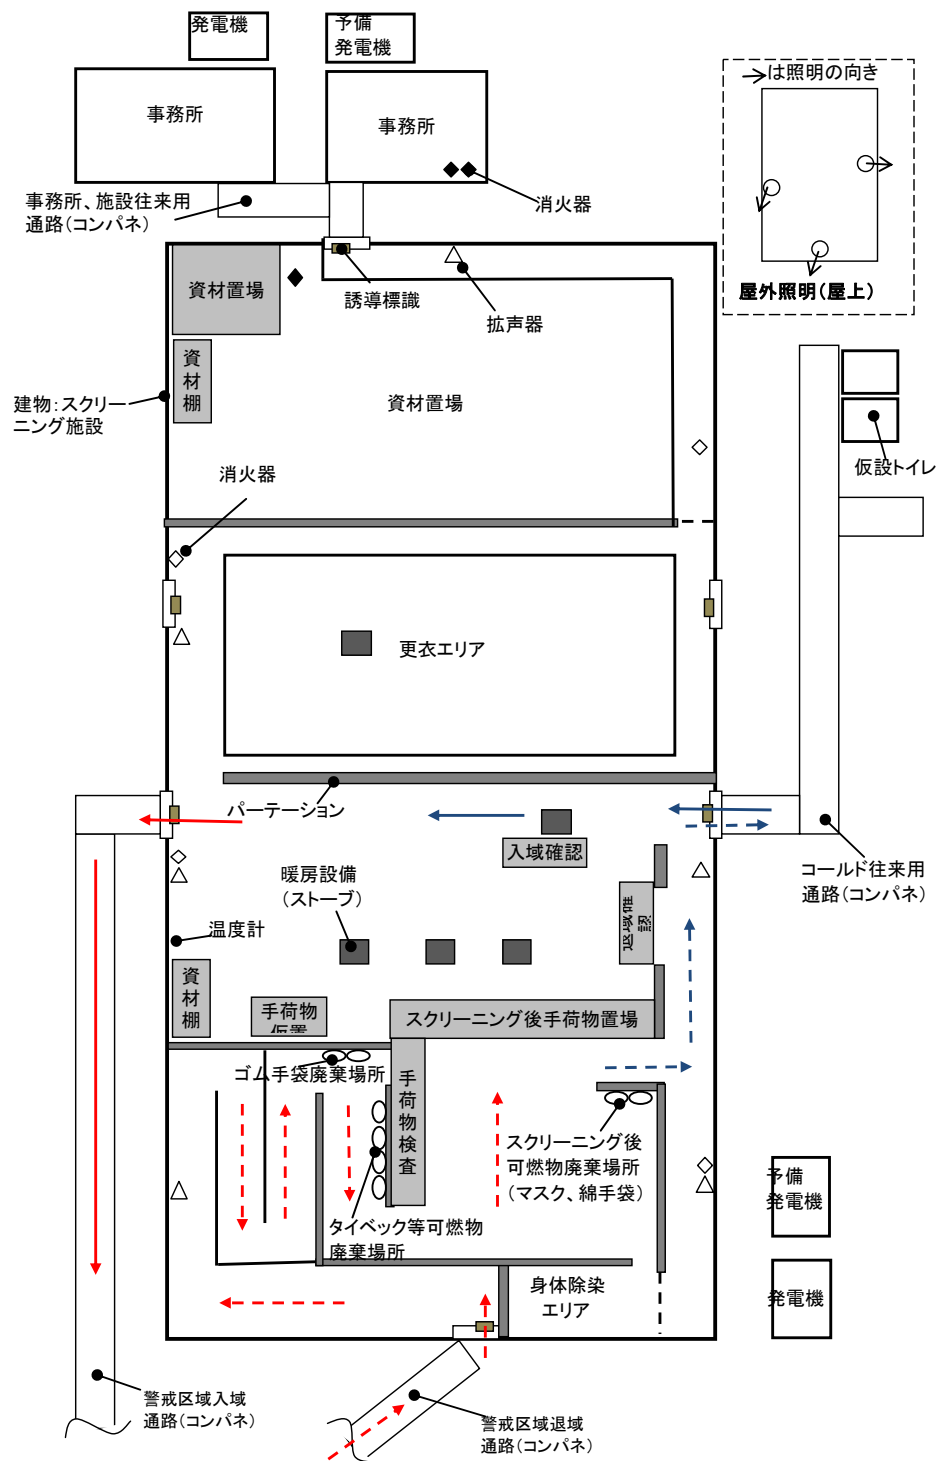 発電機
予備
発電機
は照明の向き
事務所
事務所
消火器
事務所、施設往来用
通路(コンパネ)
資材置場
誘導標識
拡声器
屋外照明(屋上)
資
材
棚
資材置場
建物:スクリー
ニング施設
仮設トイレ
消火器
更衣エリア
パーテーション
入域確認
コールド往来用
通路(コンパネ)
暖房設備
(ストーブ)
退域確
認
温度計
資
材
棚
手荷物
仮置
スクリーニング後手荷物置場
ゴム手袋廃棄場所
手
荷
物
検
査
スクリーニング後
可燃物廃棄場所
(マスク、綿手袋)
予備
発電機
タイベック等可燃物
廃棄場所
身体除染
エリア
発電機
警戒区域入域
通路(コンパネ)
警戒区域退域
通路(コンパネ)